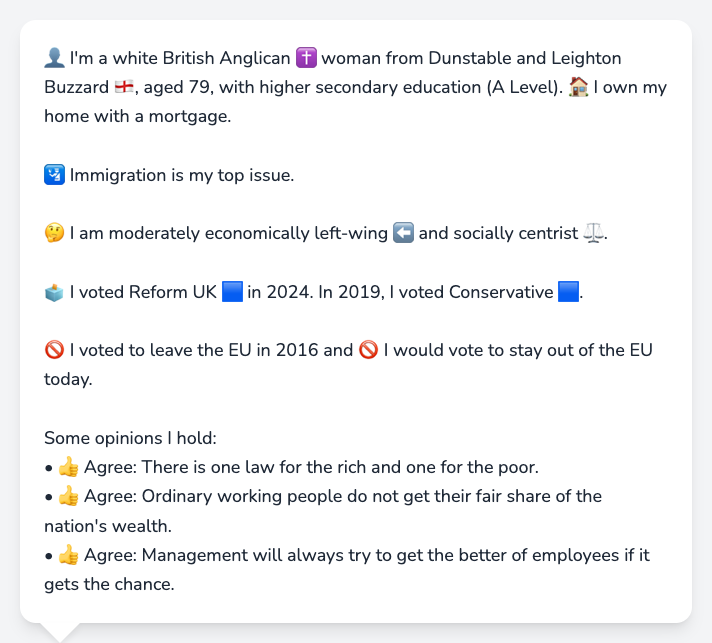 👤 I'm a white British Anglican ✝️ woman from Dunstable and Leighton
Buzzard 🏴󠁧󠁢󠁥󠁮󠁧󠁿, aged 79, with higher secondary education (A Level). 🏠 I own my
home with a mortgage.
🛂 Immigration is my top issue.
🤔 I am moderately economically left-wing ⬅️ and socially centrist ⚖️.
🗳️ I voted Reform UK 🟦 in 2024. In 2019, I voted Conservative 🟦.
🚫 I voted to leave the EU in 2016 and 🚫 I would vote to stay out of the EU
today.
Some opinions I hold:
• 👍 Agree: There is one law for the rich and one for the poor.
• 👍 Agree: Ordinary working people do not get their fair share of the
nation's wealth.
• 👍 Agree: Management will always try to get the better of employees if it
gets the chance.